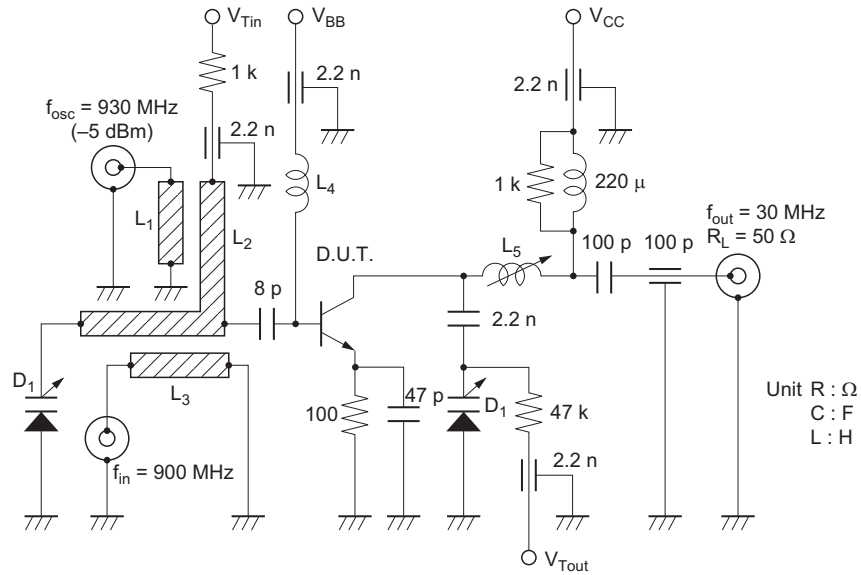 V_Tin
V_BB
V_CC
1 k
2.2 n
2.2 n
f_osc = 930 MHz
(–5 dBm)
2.2 n
L_4
1 k
220 μ
L_1
L_2
f_out = 30 MHz
R_L = 50 Ω
D.U.T.
L_5
100 p
100 p
8 p
2.2 n
D_1
L_3
47 p
D_1
100
47 k
Unit R : Ω
C : F
L : H
f_in = 900 MHz
2.2 n
V_Tout